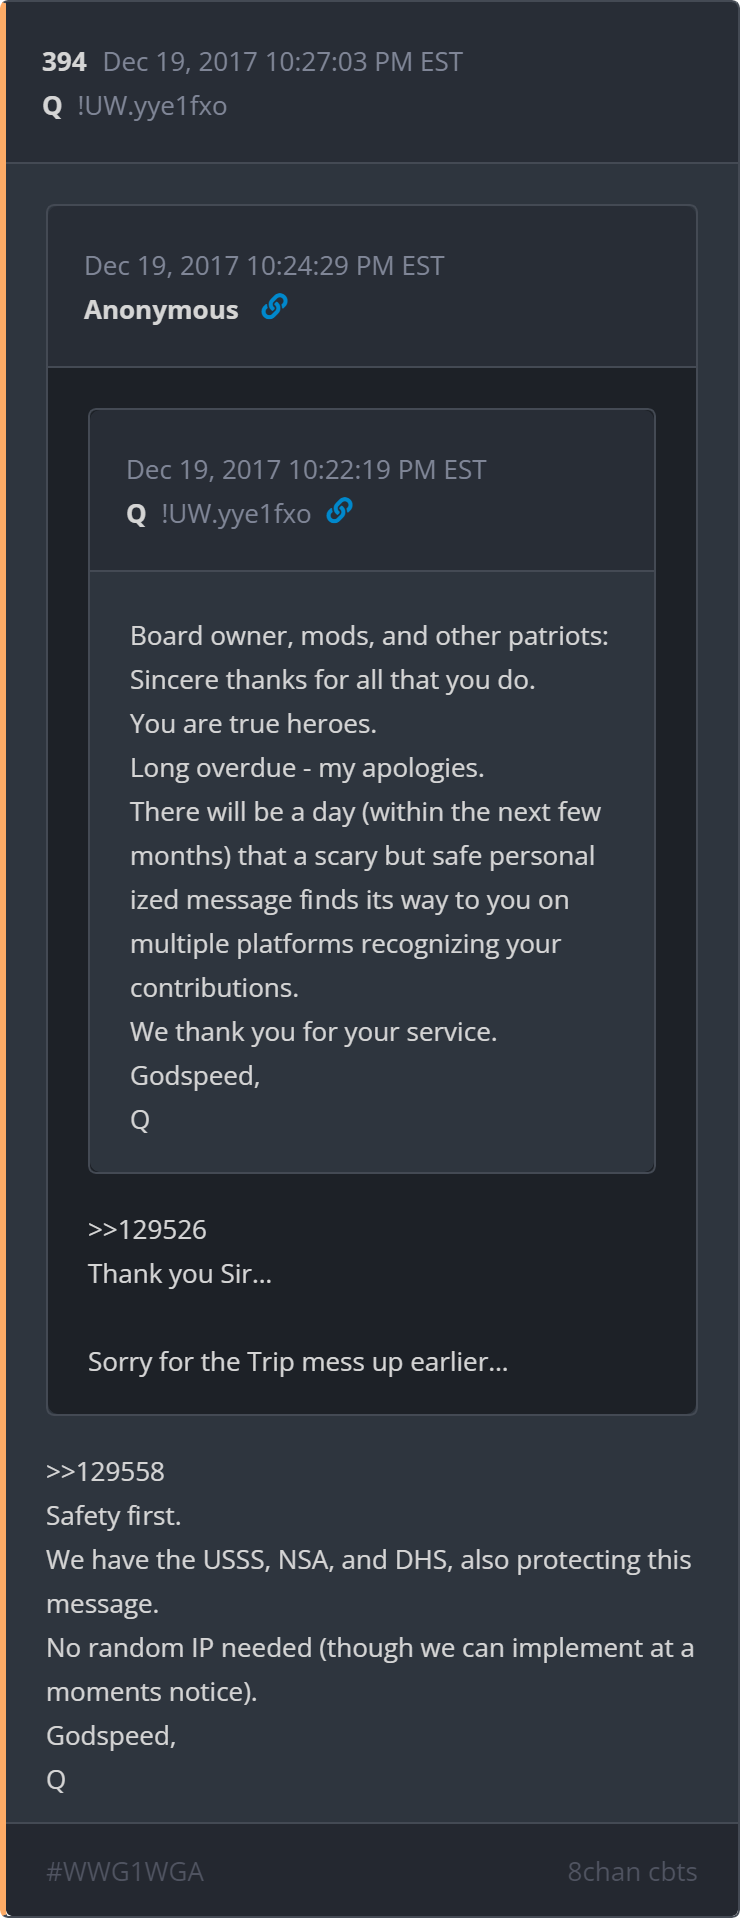 394 Dec 19, 2017 10:27:03 PM EST
Q !UW.yye1fxo
Dec 19, 2017 10:24:29 PM EST
Anonymous
Dec 19, 2017 10:22:19 PM EST
Q !UW.yye1fxo
Board owner, mods, and other patriots:
Sincere thanks for all that you do.
You are true heroes.
Long overdue - my apologies.
There will be a day (within the next few
months) that a scary but safe personal
ized message finds its way to you on
multiple platforms recognizing your
contributions.
We thank you for your service.
Godspeed,
Q
>>129526
Thank you Sir...
Sorry for the Trip mess up earlier...
>>129558
Safety first.
We have the USSS, NSA, and DHS, also protecting this
message.
No random IP needed (though we can implement at a
moments notice).
Godspeed,
Q
#WWG1WGA 8chan cbts